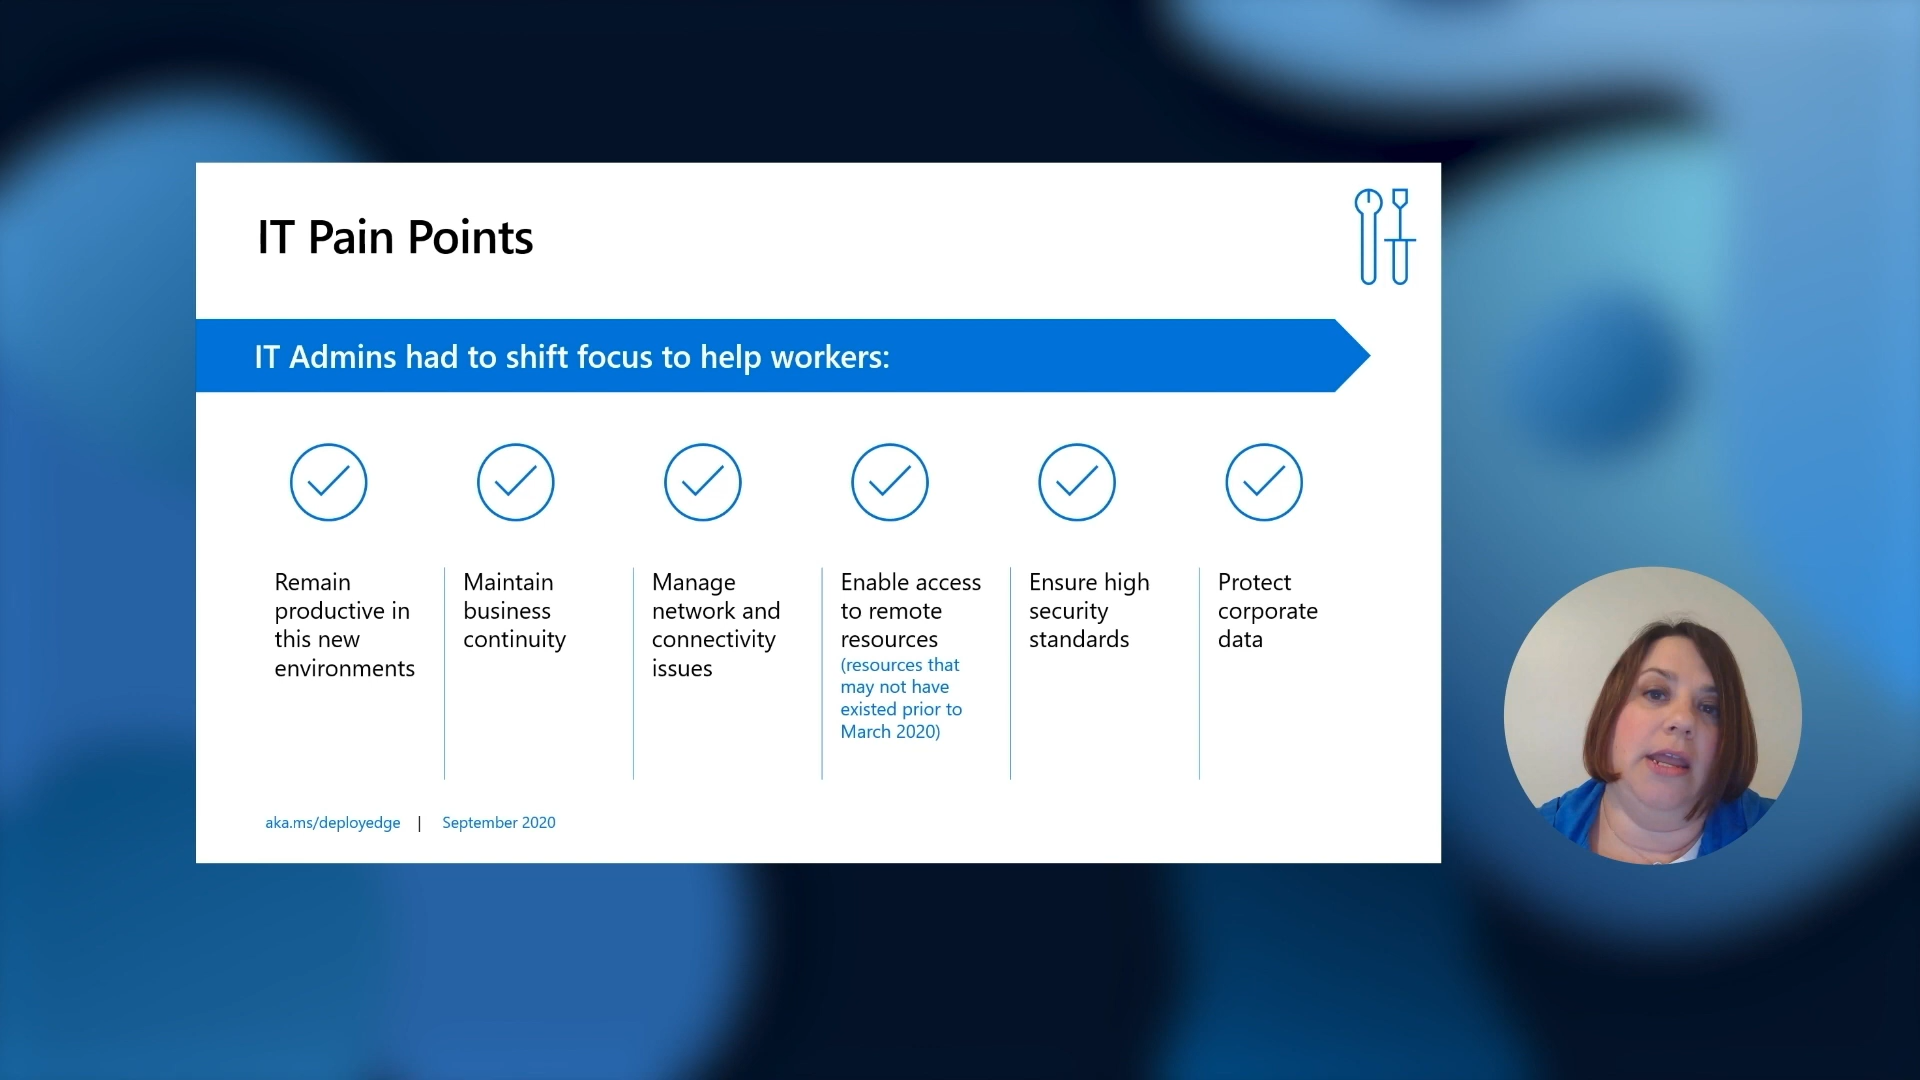 IT Pain Points
IT Admins had to shift focus to help workers:
Remain
productive in
this new
environments
Maintain
business
continuity
Manage
network and
connectivity
issues
Enable access
to remote
resources
(resources that
may not have
existed prior to
March 2020)
Ensure high
security
standards
Protect
corporate
data
aka.ms/deployedge | September 2020